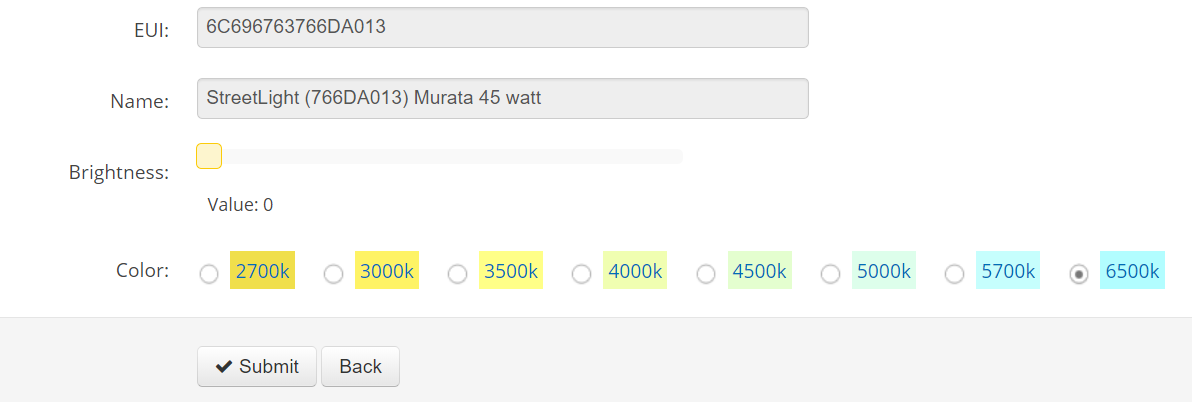 EUI: 6C696763766DA013
Name: StreetLight (766DA013) Murata 45 watt
Brightness:
Value: 0
Color: 2700k 3000k 3500k 4000k 4500k 5000k 5700k 6500k
Submit Back